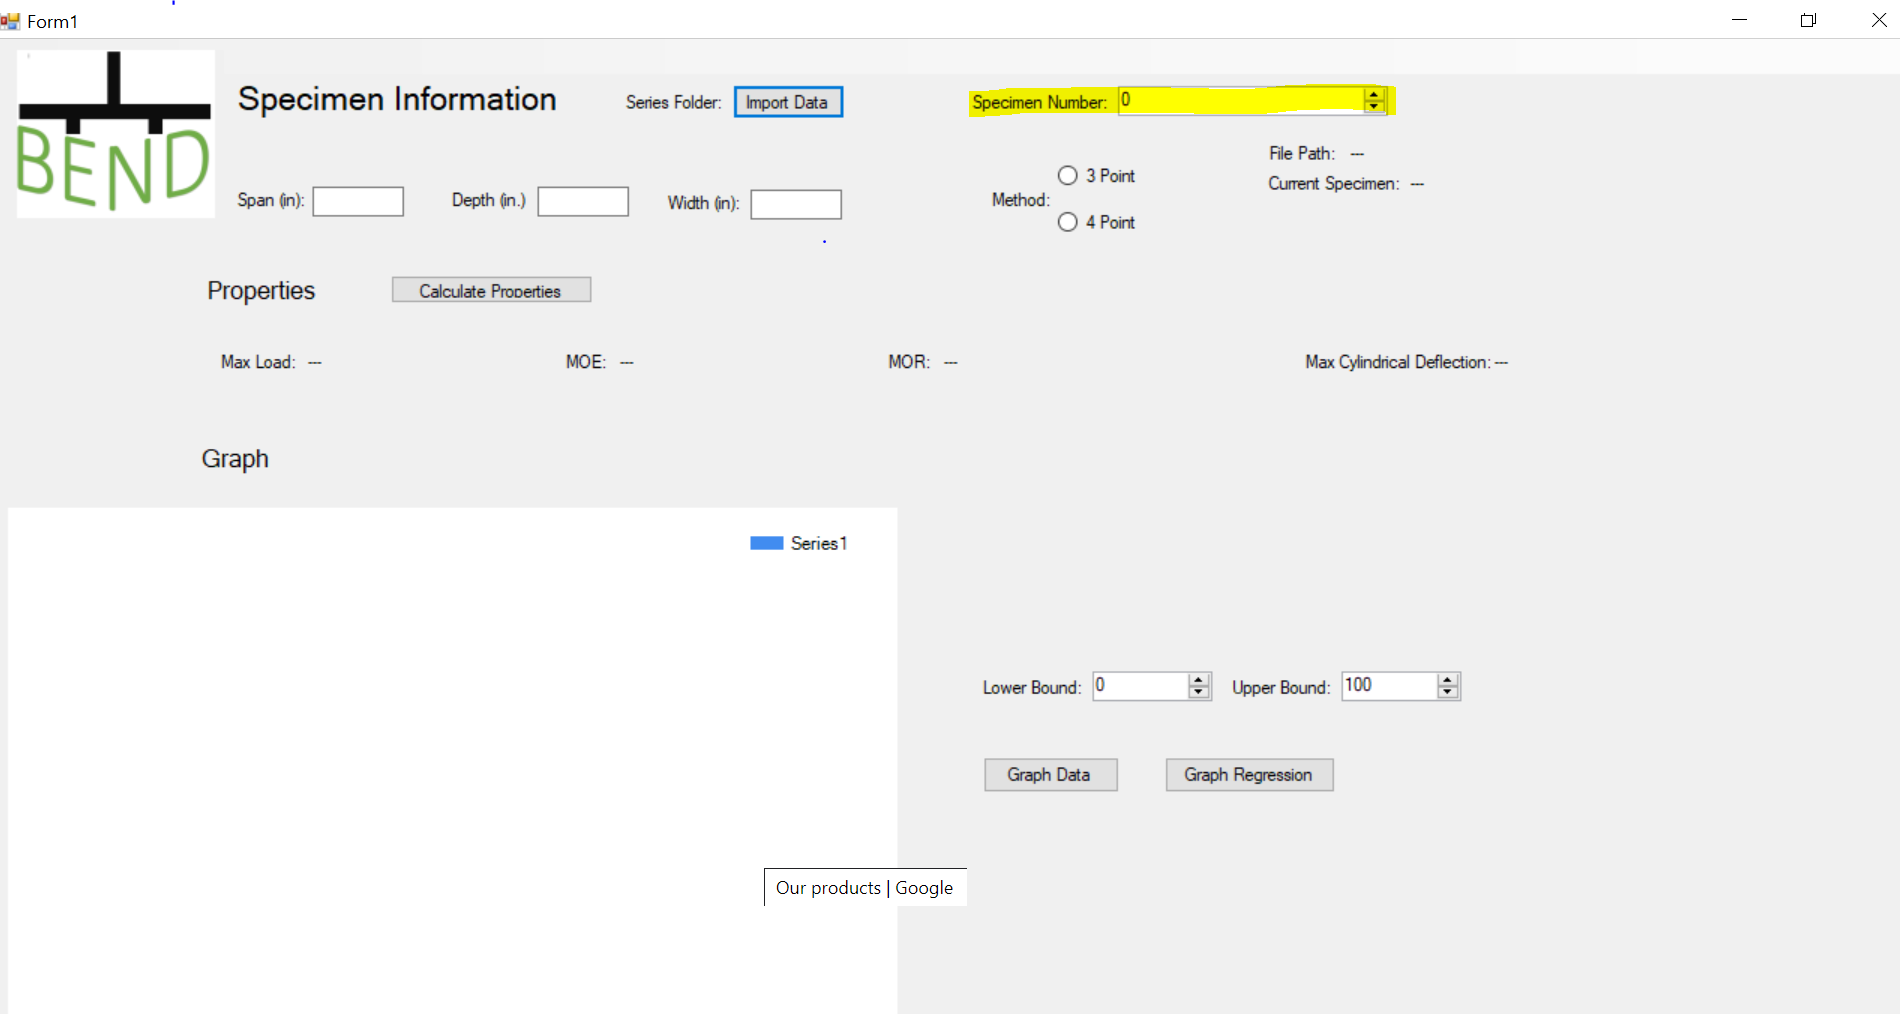 Form1
BEND
Specimen Information
Series Folder: Import Data
Specimen Number: 0
File Path: ---
Current Specimen: ---
Span (in):
Depth (in.)
Width (in):
Method:
3 Point
4 Point
Properties
Calculate Properties
Max Load: ---
MOE: ---
MOR: ---
Max Cylindrical Deflection: ---
Graph
Series1
Lower Bound: 0
Upper Bound: 100
Graph Data
Graph Regression
Our products | Google